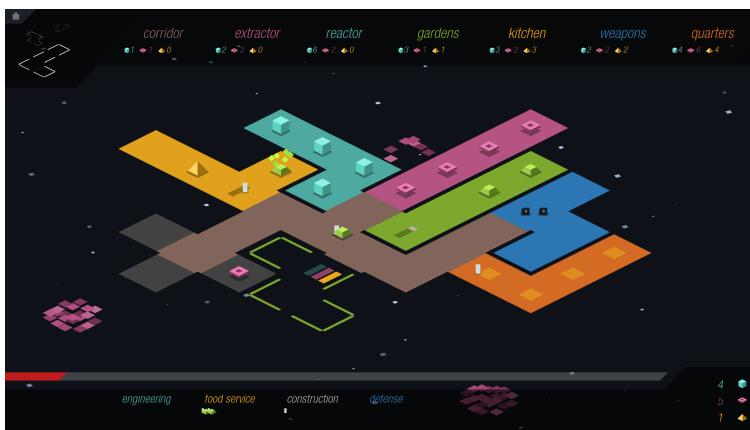 corridor extractor reactor gardens kitchen weapons quarters
1 1 0 2 3 0 6 2 0 3 1 1 3 2 3 2 2 2 4 6 4
4
engineering food service construction defense
5
1